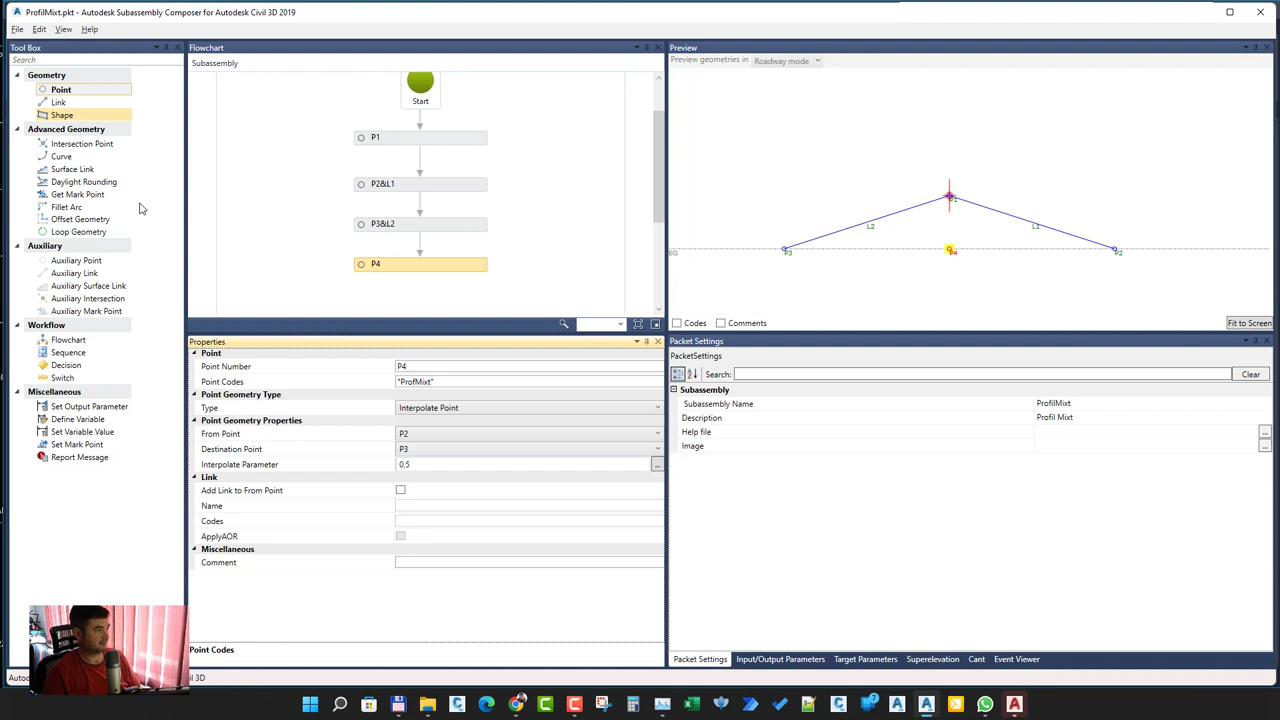 ProfilMixt.pkt - Autodesk Subassembly Composer for Autodesk Civil 3D 2019
File Edit View Help
Tool Box
Search
Geometry
Point
Link
Shape
Advanced Geometry
Intersection Point
Curve
Surface Link
Daylight Rounding
Get Mark Point
Fillet Arc
Offset Geometry
Loop Geometry
Auxiliary
Auxiliary Point
Auxiliary Link
Auxiliary Surface Link
Auxiliary Intersection
Auxiliary Mark Point
Workflow
Flowchart
Sequence
Decision
Switch
Miscellaneous
Set Output Parameter
Define Variable
Set Variable Value
Set Mark Point
Report Message
Flowchart
Subassembly
Start
P1
P2&L1
P3&L2
P4
Properties
Point
Point Number P4
Point Codes "ProfMixt"
Point Geometry Type
Type Interpolate Point
Point Geometry Properties
From Point P2
Destination Point P3
Interpolate Parameter 0,5 ...
Link
Add Link to From Point
Name
Codes
ApplyAOR
Miscellaneous
Comment
Point Codes
Preview
Preview geometries in Roadway mode
P1
L2 L1
EG P3 P4 P2
Codes Comments Fit to Screen
Packet Settings
PacketSettings
Search: Clear
Subassembly
Subassembly Name ProfilMixt
Description Profil Mixt
Help file ...
Image ...
Packet Settings Input/Output Parameters Target Parameters Superelevation Cant Event Viewer